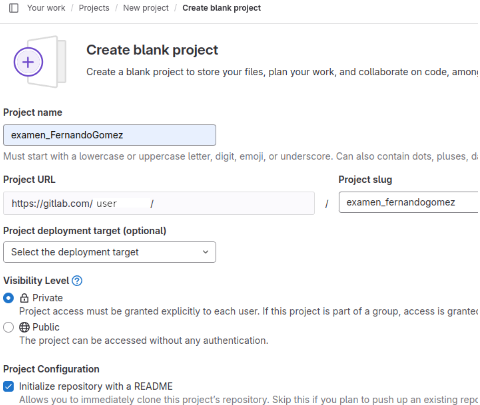 Your work / Projects / New project / Create blank project
Create blank project
Create a blank project to store your files, plan your work, and collaborate on code, among
Project name
examen_FernandoGomez
Must start with a lowercase or uppercase letter, digit, emoji, or underscore. Can also contain dots, pluses, da
Project URL
Project slug
https://gitlab.com/ user /
/
examen_fernandogomez
Project deployment target (optional)
Select the deployment target
Visibility Level ?
Private
Project access must be granted explicitly to each user. If this project is part of a group, access is granted
Public
The project can be accessed without any authentication.
Project Configuration
Initialize repository with a README
Allows you to immediately clone this project's repository. Skip this if you plan to push up an existing repo